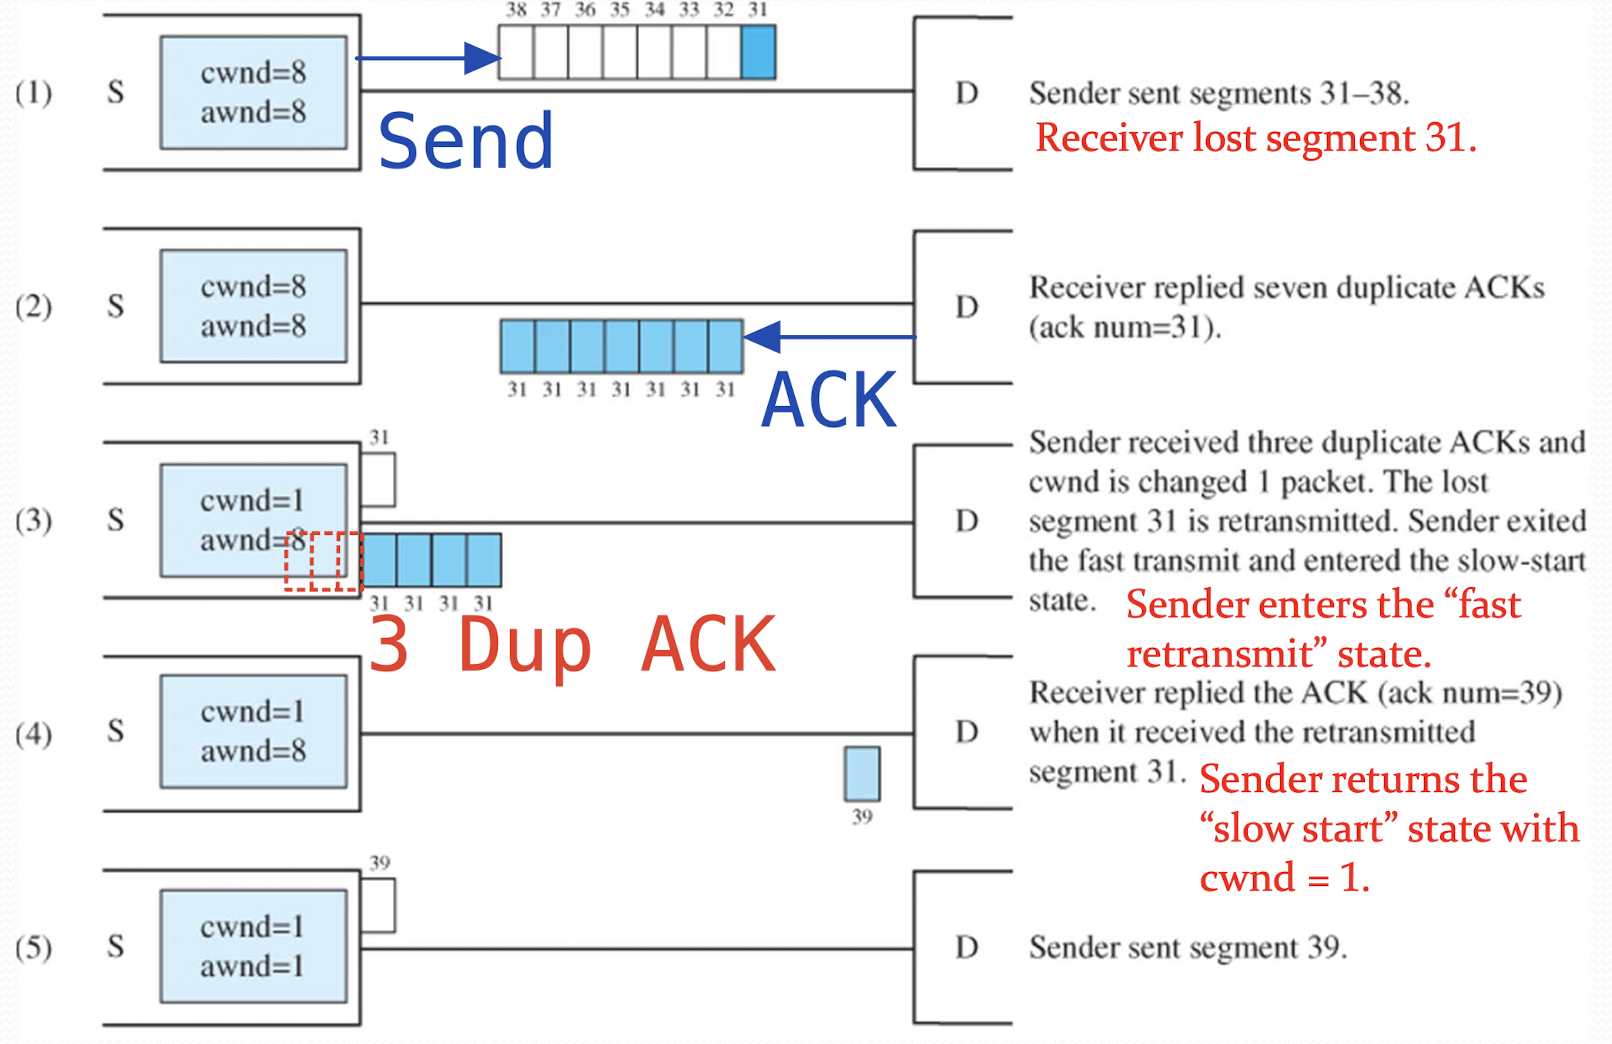 38 37 36 35 34 33 32 31
(1) S cwnd=8 D Sender sent segments 31–38.
awnd=8
Send
Receiver lost segment 31.
(2) S cwnd=8 D Receiver replied seven duplicate ACKs
awnd=8 (ack num=31).
31 31 31 31 31 31 31
ACK
31
(3) S cwnd=1 D Sender received three duplicate ACKs and
awnd=8 cwnd is changed 1 packet. The lost
segment 31 is retransmitted. Sender exited
the fast transmit and entered the slow-start
state.
31 31 31 31
3 Dup ACK
Sender enters the “fast
retransmit” state.
(4) S cwnd=1 D Receiver replied the ACK (ack num=39)
awnd=8 when it received the retransmitted
segment 31.
39
Sender returns the
“slow start” state with
cwnd = 1.
39
(5) S cwnd=1 D Sender sent segment 39.
awnd=1